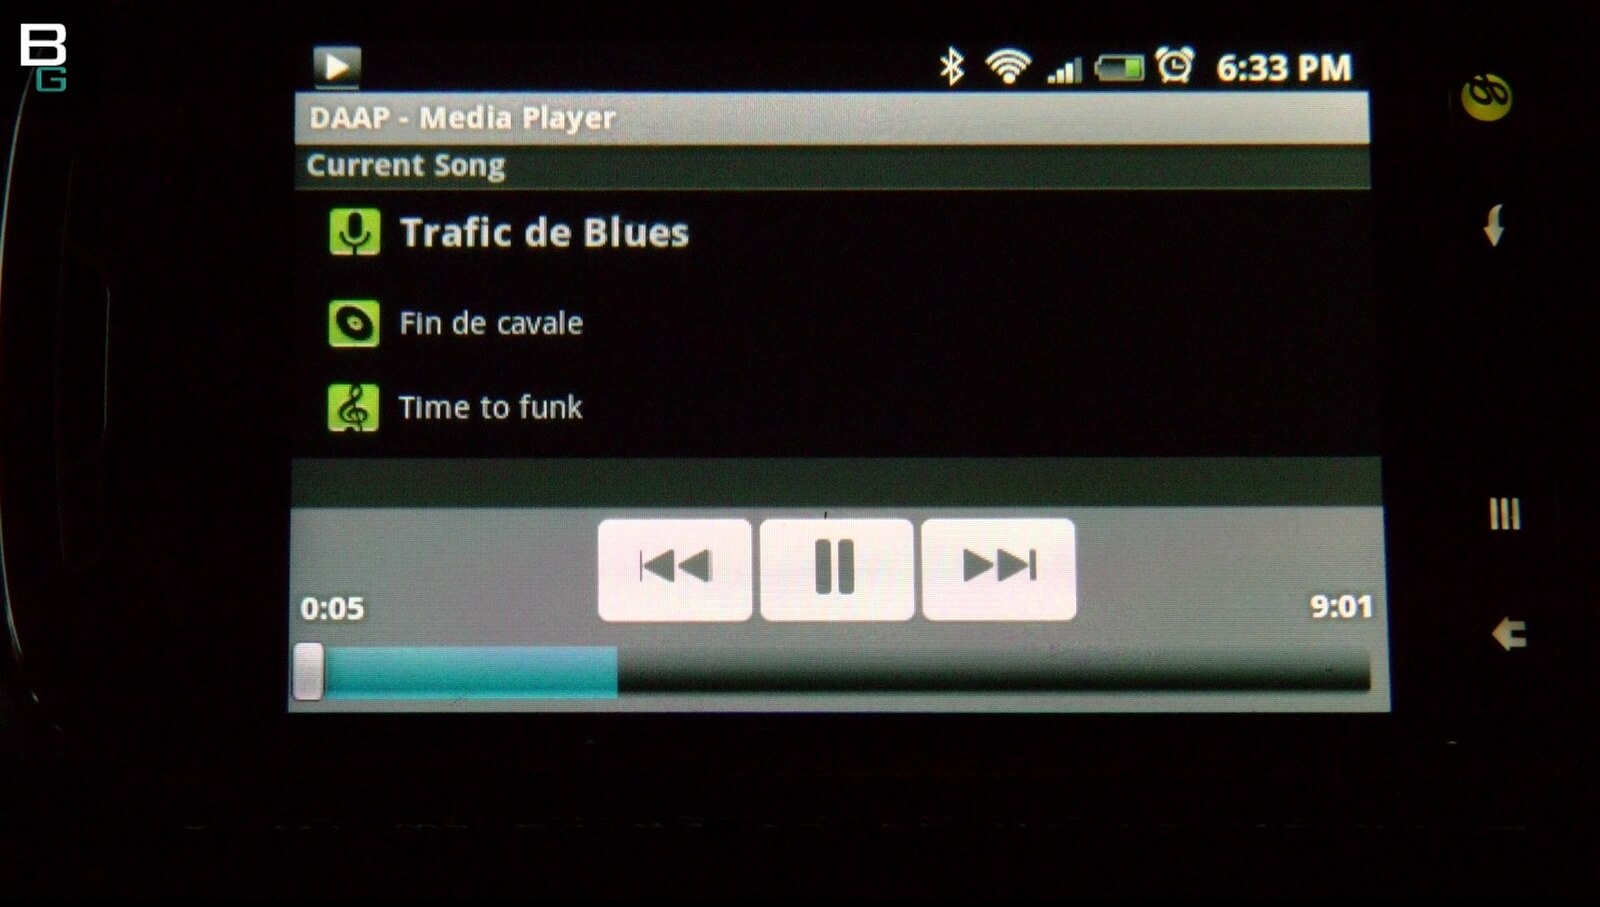 BG
6:33 PM
DAAP - Media Player
Current Song
Trafic de Blues
Fin de cavale
Time to funk
0:05
9:01